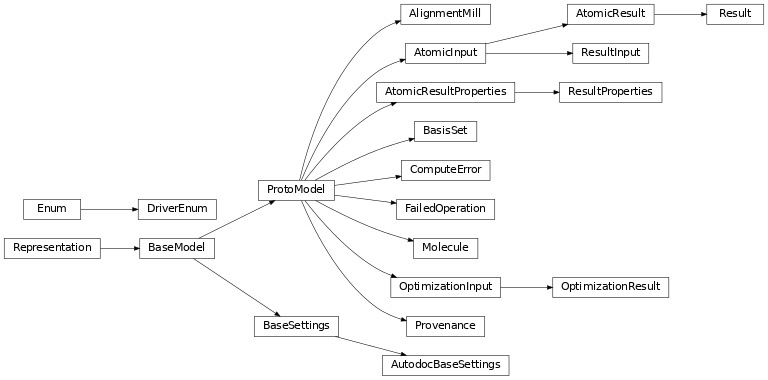 AlignmentMill
AtomicResult
Result
AtomicInput
ResultInput
AtomicResultProperties
ResultProperties
BasisSet
ComputeError
ProtoModel
Enum
DriverEnum
FailedOperation
Representation
BaseModel
Molecule
OptimizationInput
OptimizationResult
BaseSettings
Provenance
AutodocBaseSettings